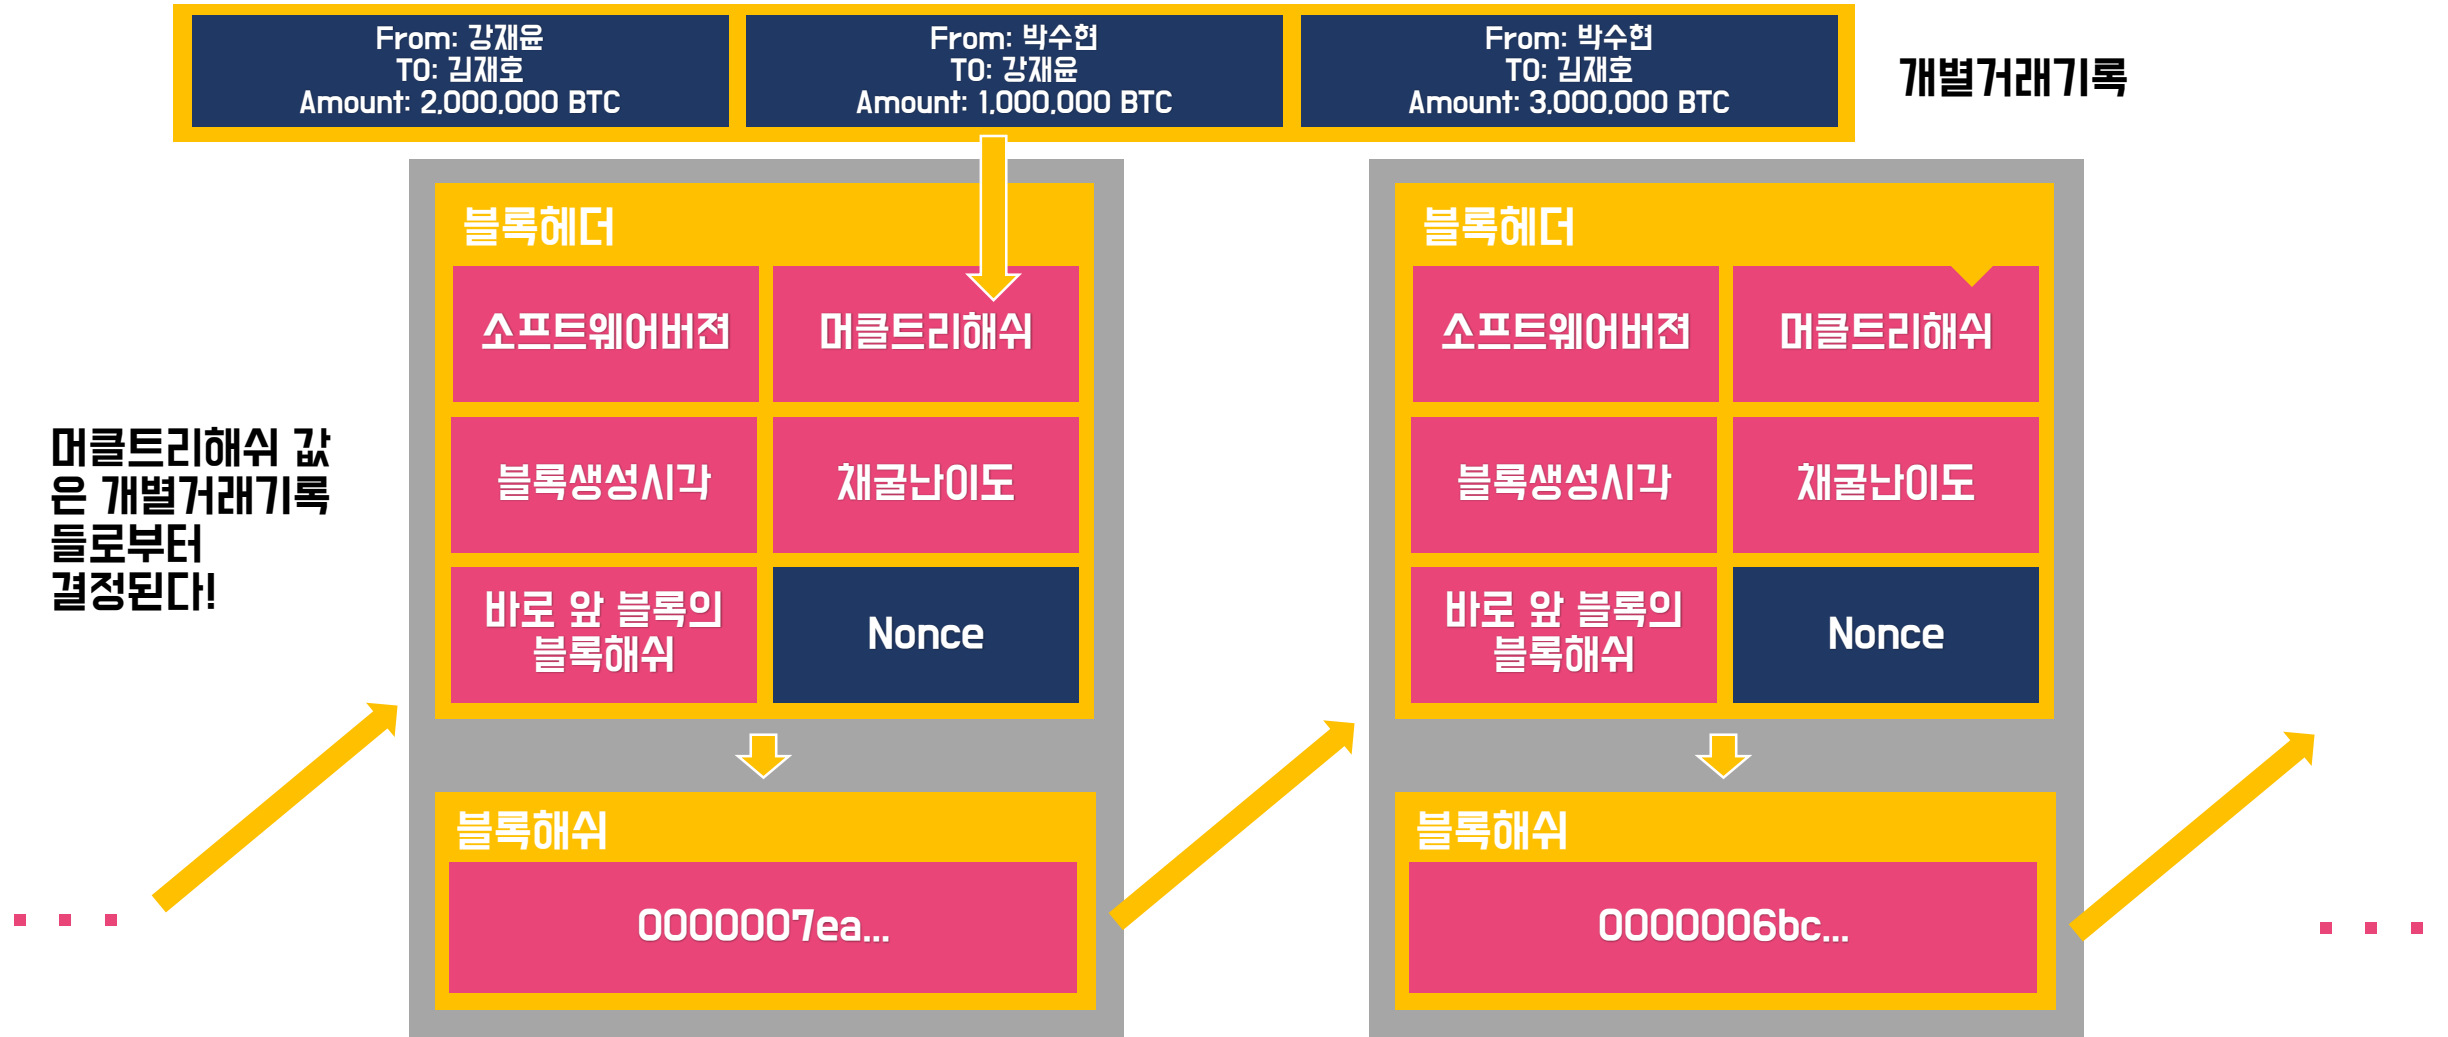 From: 강재윤
TO: 김재호
Amount: 2,000,000 BTC
From: 박수현
TO: 강재윤
Amount: 1,000,000 BTC
From: 박수현
TO: 김재호
Amount: 3,000,000 BTC
개별거래기록
머클트리해쉬 값
은 개별거래기록
들로부터
결정된다!
블록헤더
소프트웨어버젼
머클트리해쉬
블록생성시각
채굴난이도
바로 앞 블록의
블록해쉬
Nonce
블록해쉬
0000007ea...
블록헤더
소프트웨어버젼
머클트리해쉬
블록생성시각
채굴난이도
바로 앞 블록의
블록해쉬
Nonce
블록해쉬
0000006bc...